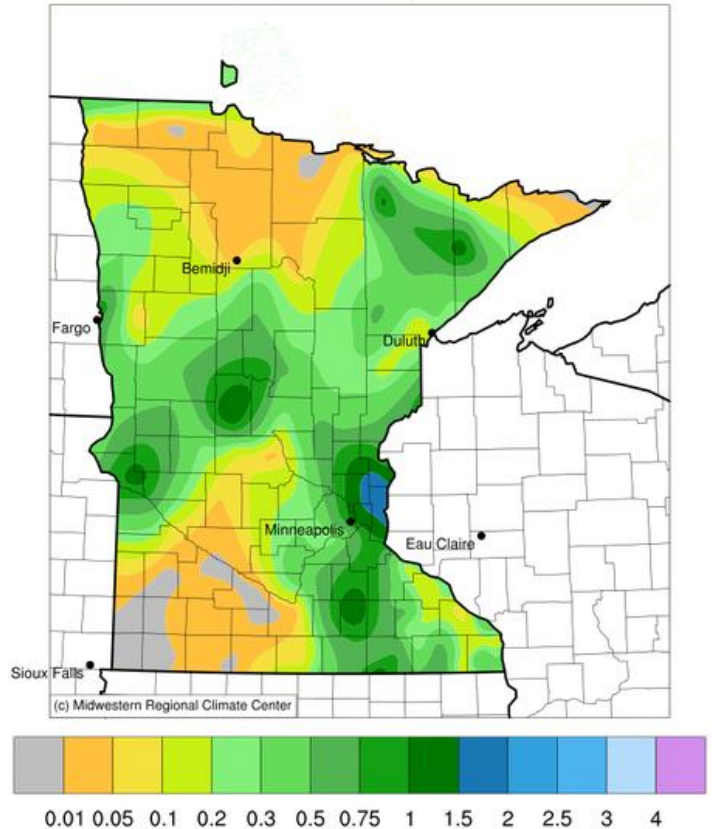 Bemidji
Fargo
Duluth
Minneapolis
Eau Claire
Sioux Falls
(c) Midwestern Regional Climate Center
0.01 0.05 0.1 0.2 0.3 0.5 0.75 1 1.5 2 2.5 3 4